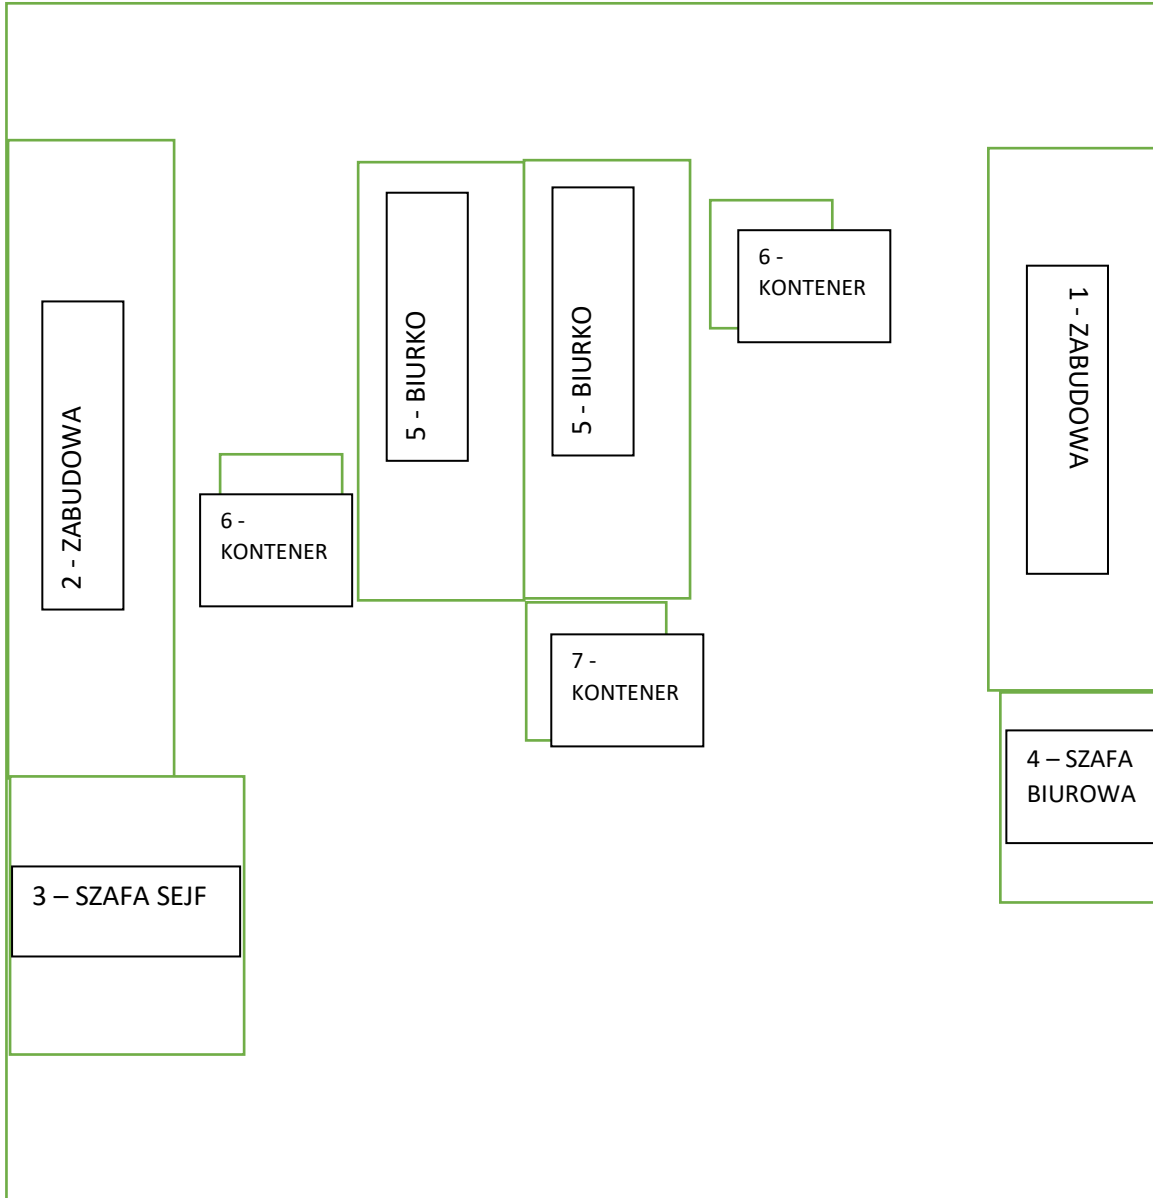 6 -
KONTENER
5 - BIURKO
5 - BIURKO
1 - ZABUDOWA
2 - ZABUDOWA
6 -
KONTENER
7 -
KONTENER
4 – SZAFA
BIUROWA
3 – SZAFA SEJF